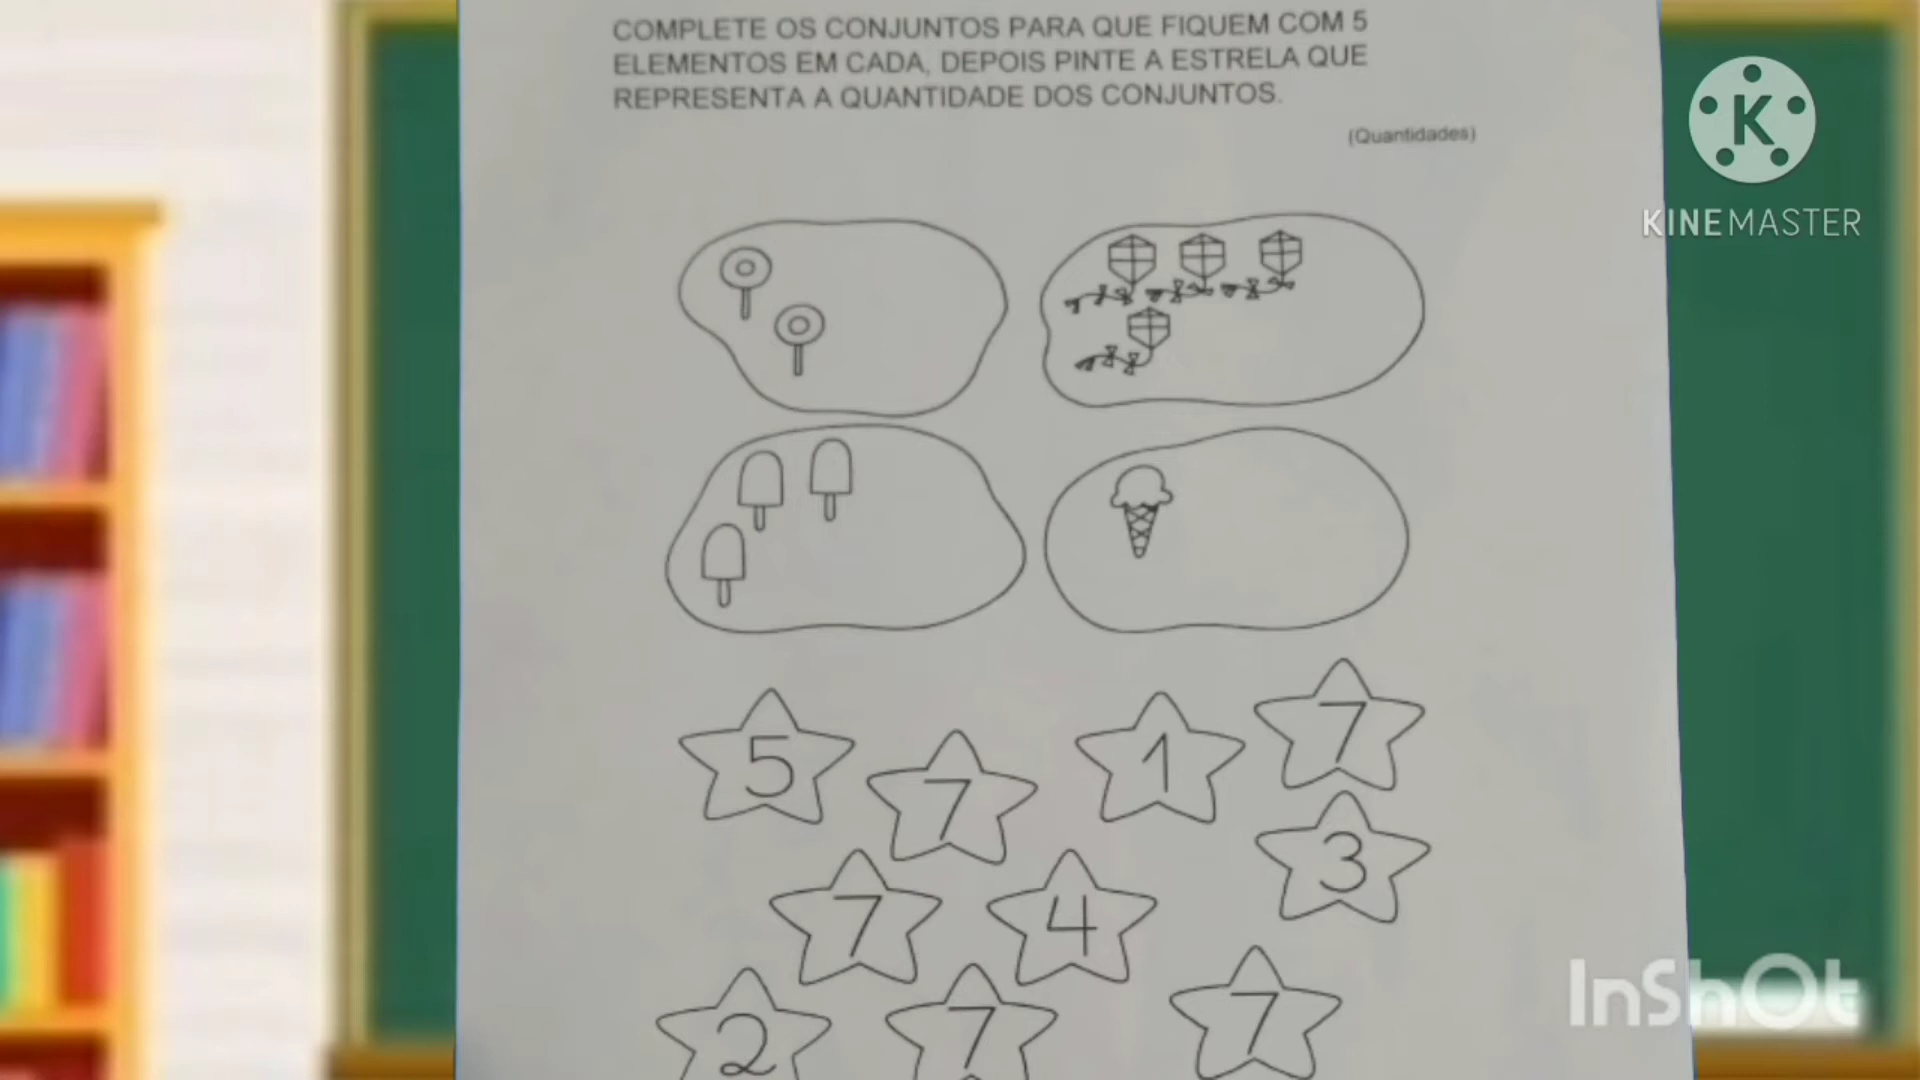 COMPLETE OS CONJUNTOS PARA QUE FIQUEM COM 5
ELEMENTOS EM CADA, DEPOIS PINTE A ESTRELA QUE
REPRESENTA A QUANTIDADE DOS CONJUNTOS.
(Quantidades)
K
KINEMASTER
5
7
1
7
7
4
3
2
7
7
InShOt